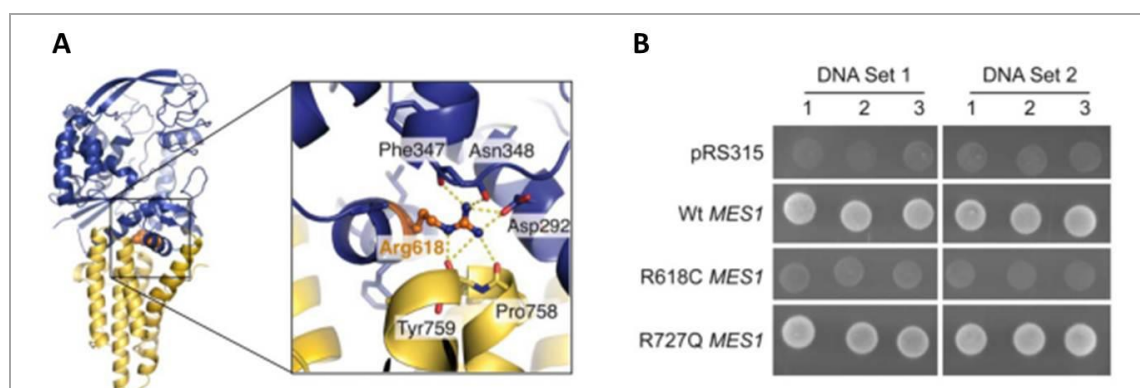 A
Phe347 Asn348
Asp292
Arg618
Pro758
Tyr759
B
DNA Set 1 DNA Set 2
1 2 3 1 2 3
pRS315
Wt MES1
R618C MES1
R727Q MES1